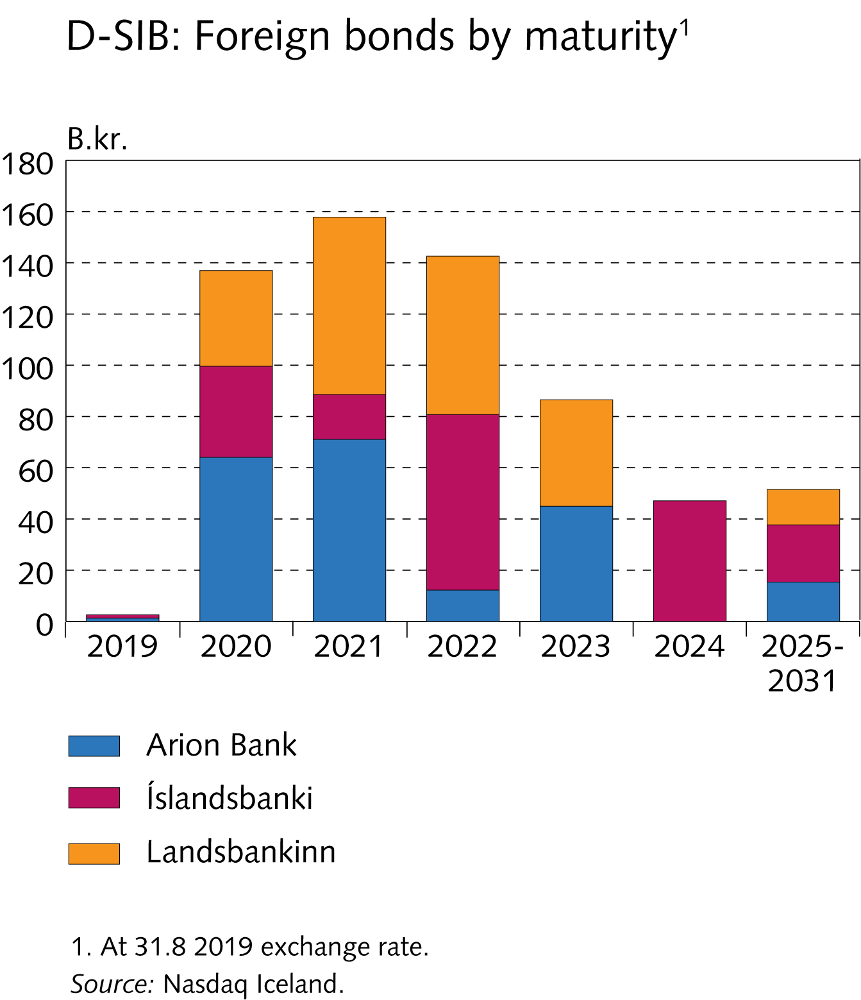 D-SIB: Foreign bonds by maturity¹
B.kr.
180
160
140
120
100
80
60
40
20
0
2019 2020 2021 2022 2023 2024 2025-
2031
Arion Bank
Íslandsbanki
Landsbankinn
1. At 31.8 2019 exchange rate.
Source: Nasdaq Iceland.